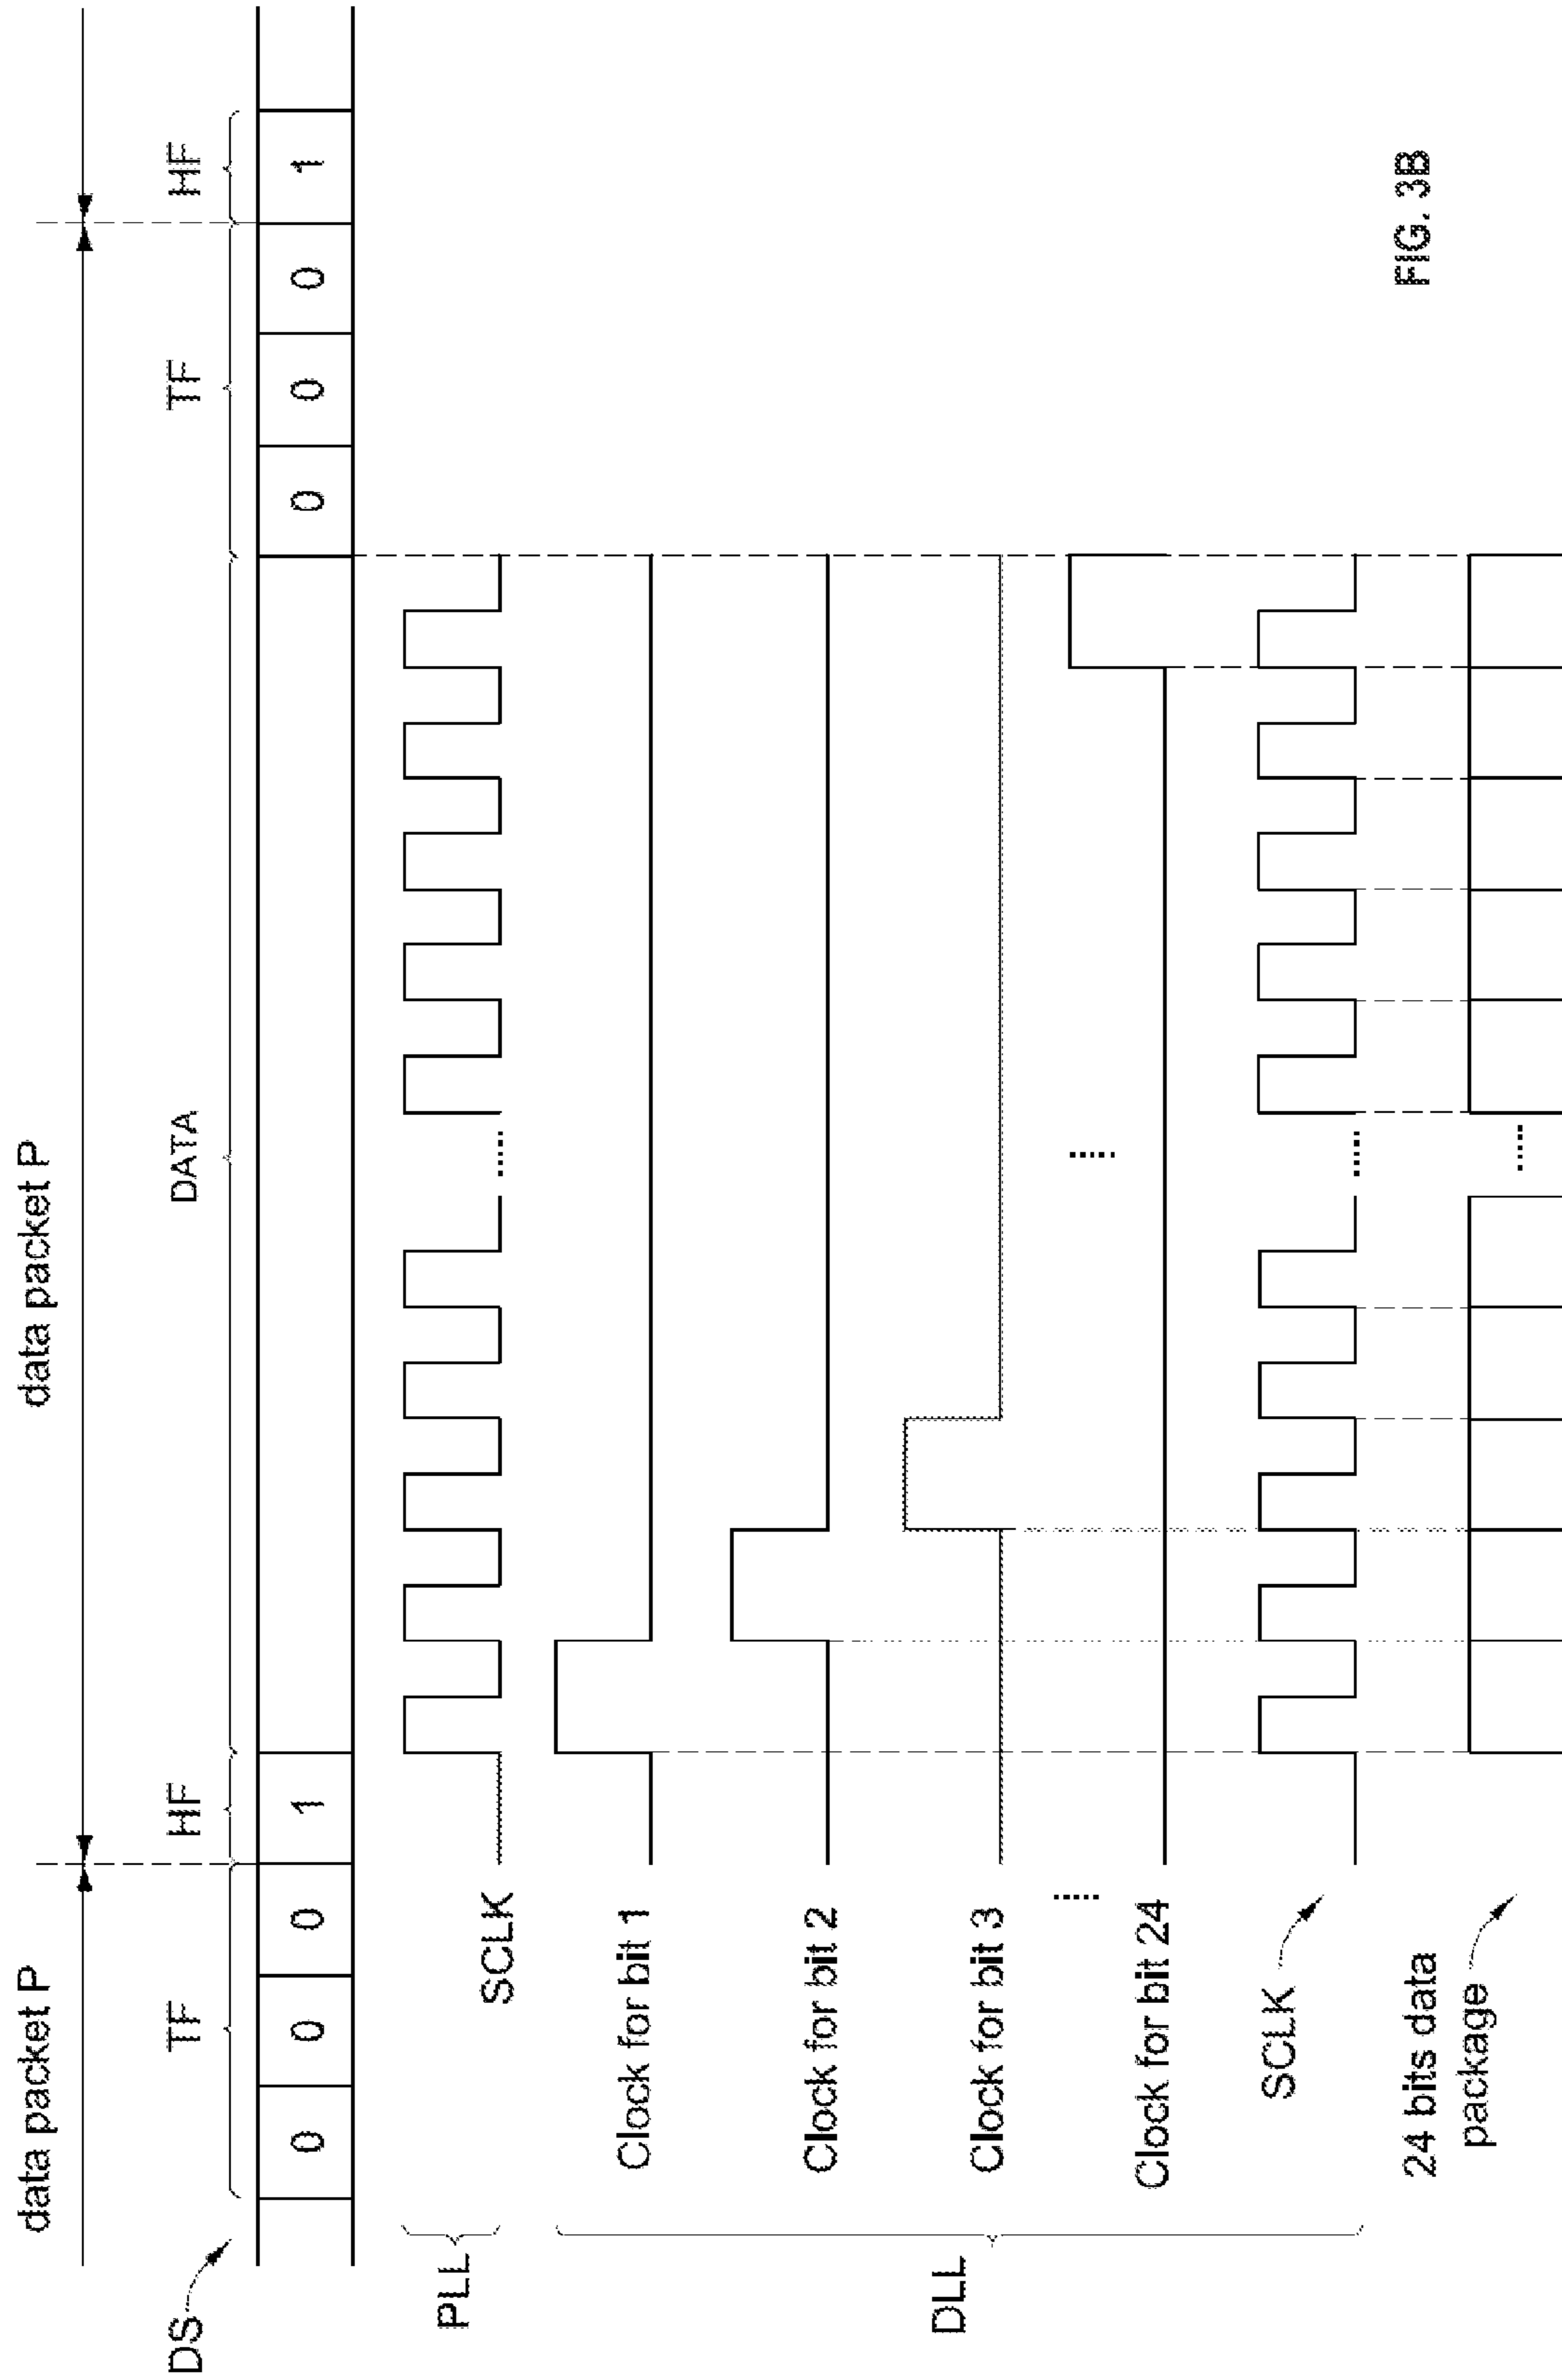 data packet P
data packet P
TF
HF
DATA
TF
HF
DS
0
0
0
1
0
0
0
1
PLL
SCLK
......
DLL
Clock for bit 1
Clock for bit 2
Clock for bit 3
......
......
Clock for bit 24
SCLK
......
24 bits data
package
......
FIG. 3B